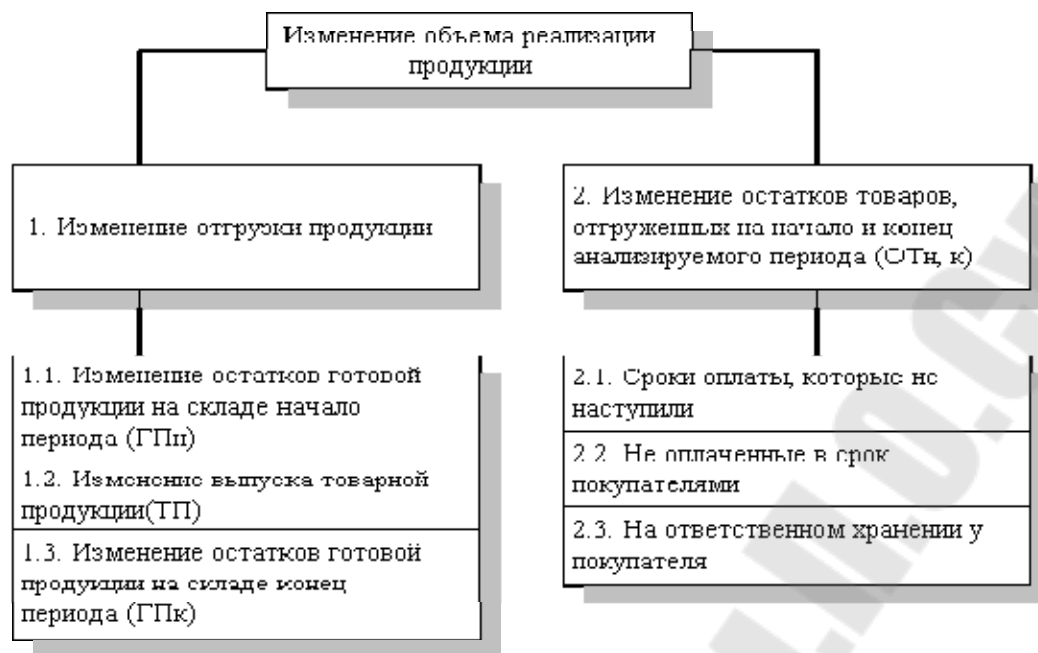 Изменение объема реализации
продукции
1. Изменение отгрузки продукции
2. Изменение остатков товаров,
отгруженных на начало и конец
анализируемого периода (ОТн, к)
1.1. Изменение остатков готовой
продукции на складе начало
периода (ГПн)
1.2. Изменение выпуска товарной
продукции(ТП)
1.3. Изменение остатков готовой
продукции на складе конец
периода (ГПк)
2.1. Сроки оплаты, которые не
наступили
2.2. Не оплаченные в срок
покупателями
2.3. На ответственном хранении у
покупателя